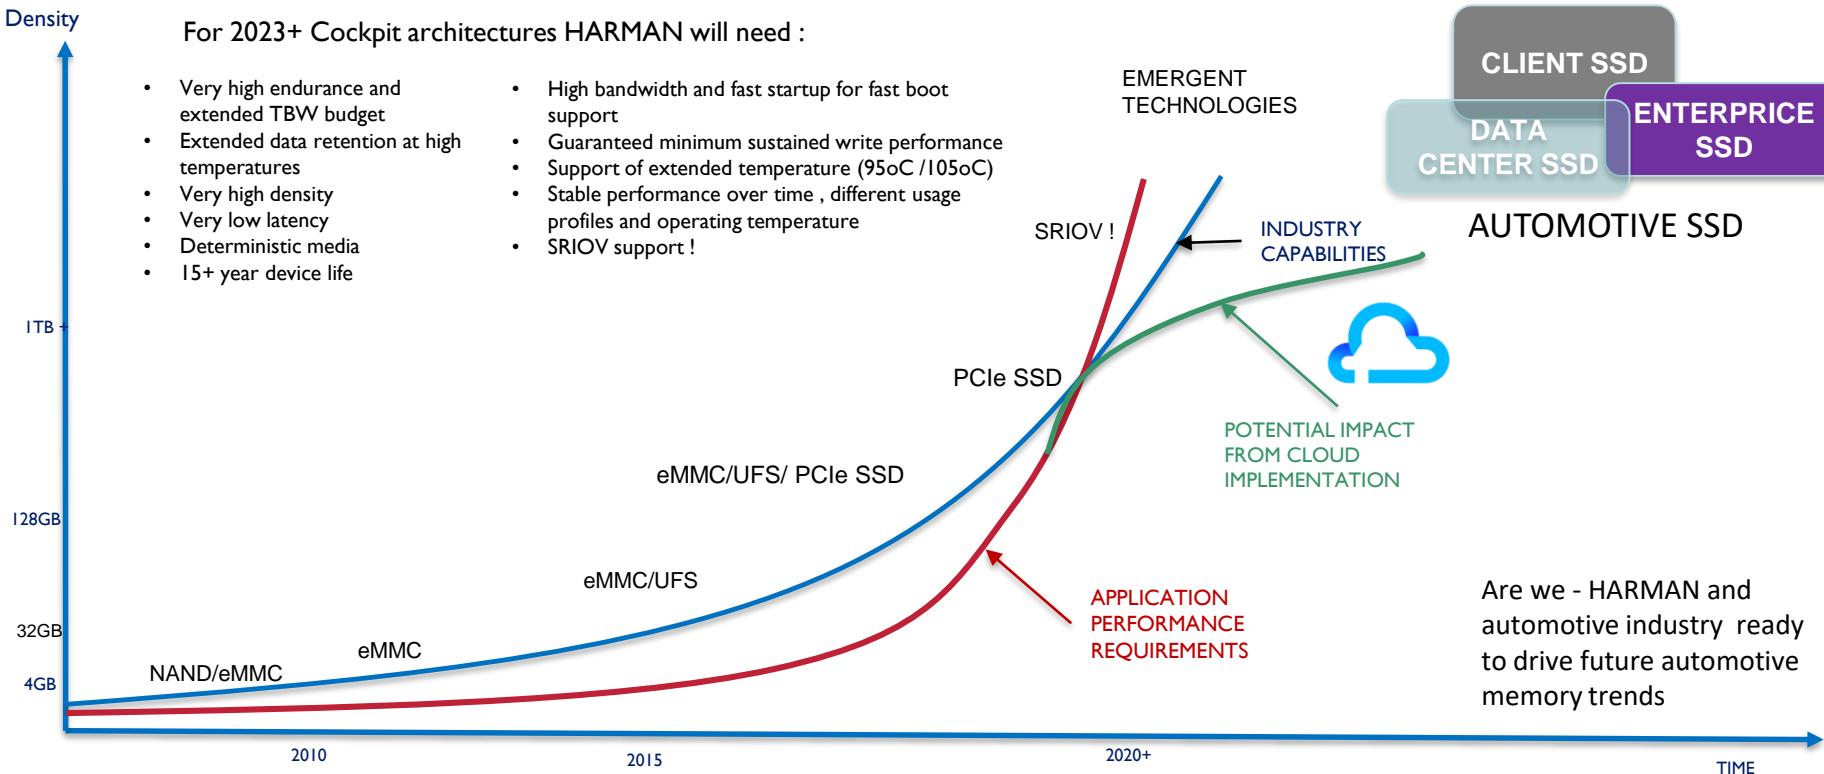 Density
For 2023+ Cockpit architectures HARMAN will need :
• Very high endurance and
extended TBW budget
• Extended data retention at high
temperatures
• Very high density
• Very low latency
• Deterministic media
• 15+ year device life
• High bandwidth and fast startup for fast boot
support
• Guaranteed minimum sustained write performance
• Support of extended temperature (95oC /105oC)
• Stable performance over time , different usage
profiles and operating temperature
• SRIOV support !
EMERGENT
TECHNOLOGIES
CLIENT SSD
ENTERPRICE
SSD
DATA
CENTER SSD
AUTOMOTIVE SSD
SRIOV !
INDUSTRY
CAPABILITIES
1TB +
PCIe SSD
POTENTIAL IMPACT
FROM CLOUD
IMPLEMENTATION
eMMC/UFS/ PCIe SSD
128GB
eMMC/UFS
APPLICATION
PERFORMANCE
REQUIREMENTS
Are we - HARMAN and
automotive industry ready
to drive future automotive
memory trends
32GB
eMMC
NAND/eMMC
4GB
2010
2015
2020+
TIME